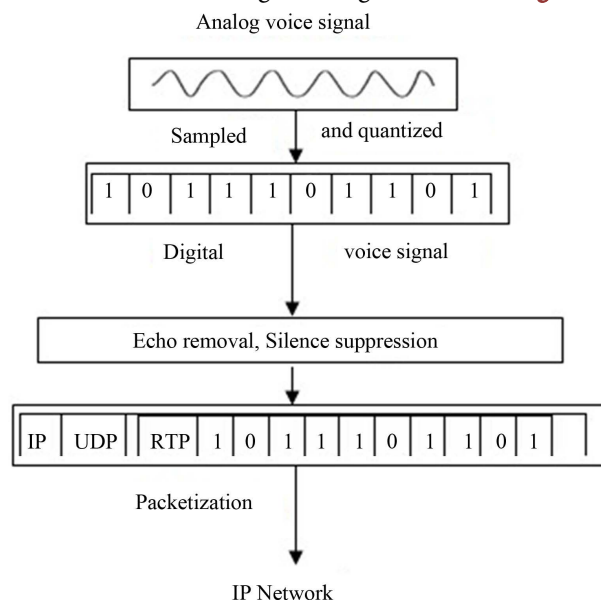 Analog voice signal
Sampled and quantized
1 0 1 1 1 0 1 1 0 1
Digital voice signal
Echo removal, Silence suppression
IP UDP RTP 1 0 1 1 1 0 1 1 0 1
Packetization
IP Network